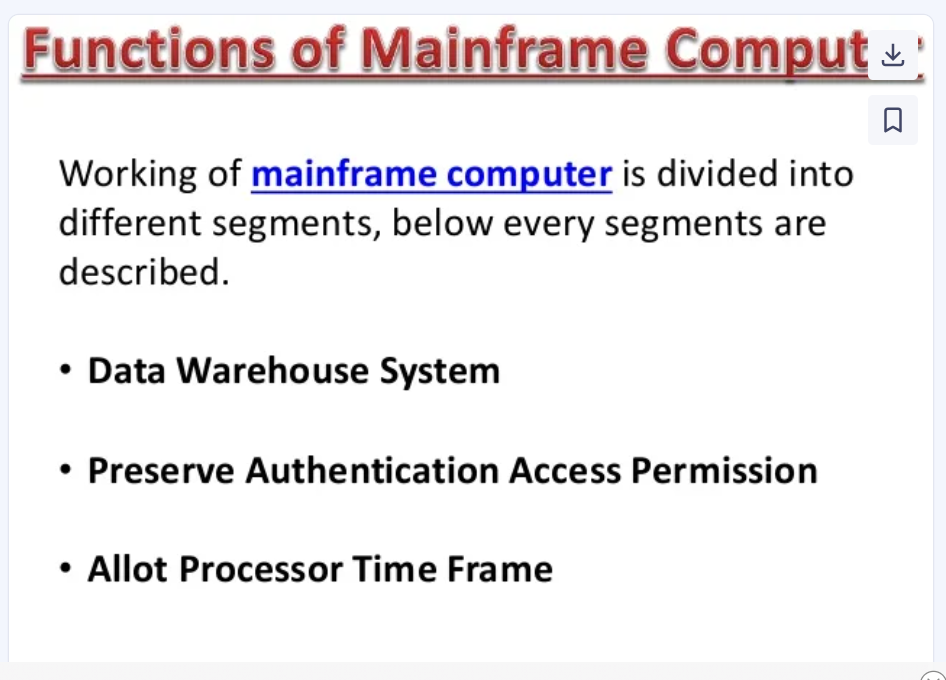 Functions of Mainframe Comput
Working of mainframe computer is divided into
different segments, below every segments are
described.
• Data Warehouse System
• Preserve Authentication Access Permission
• Allot Processor Time Frame